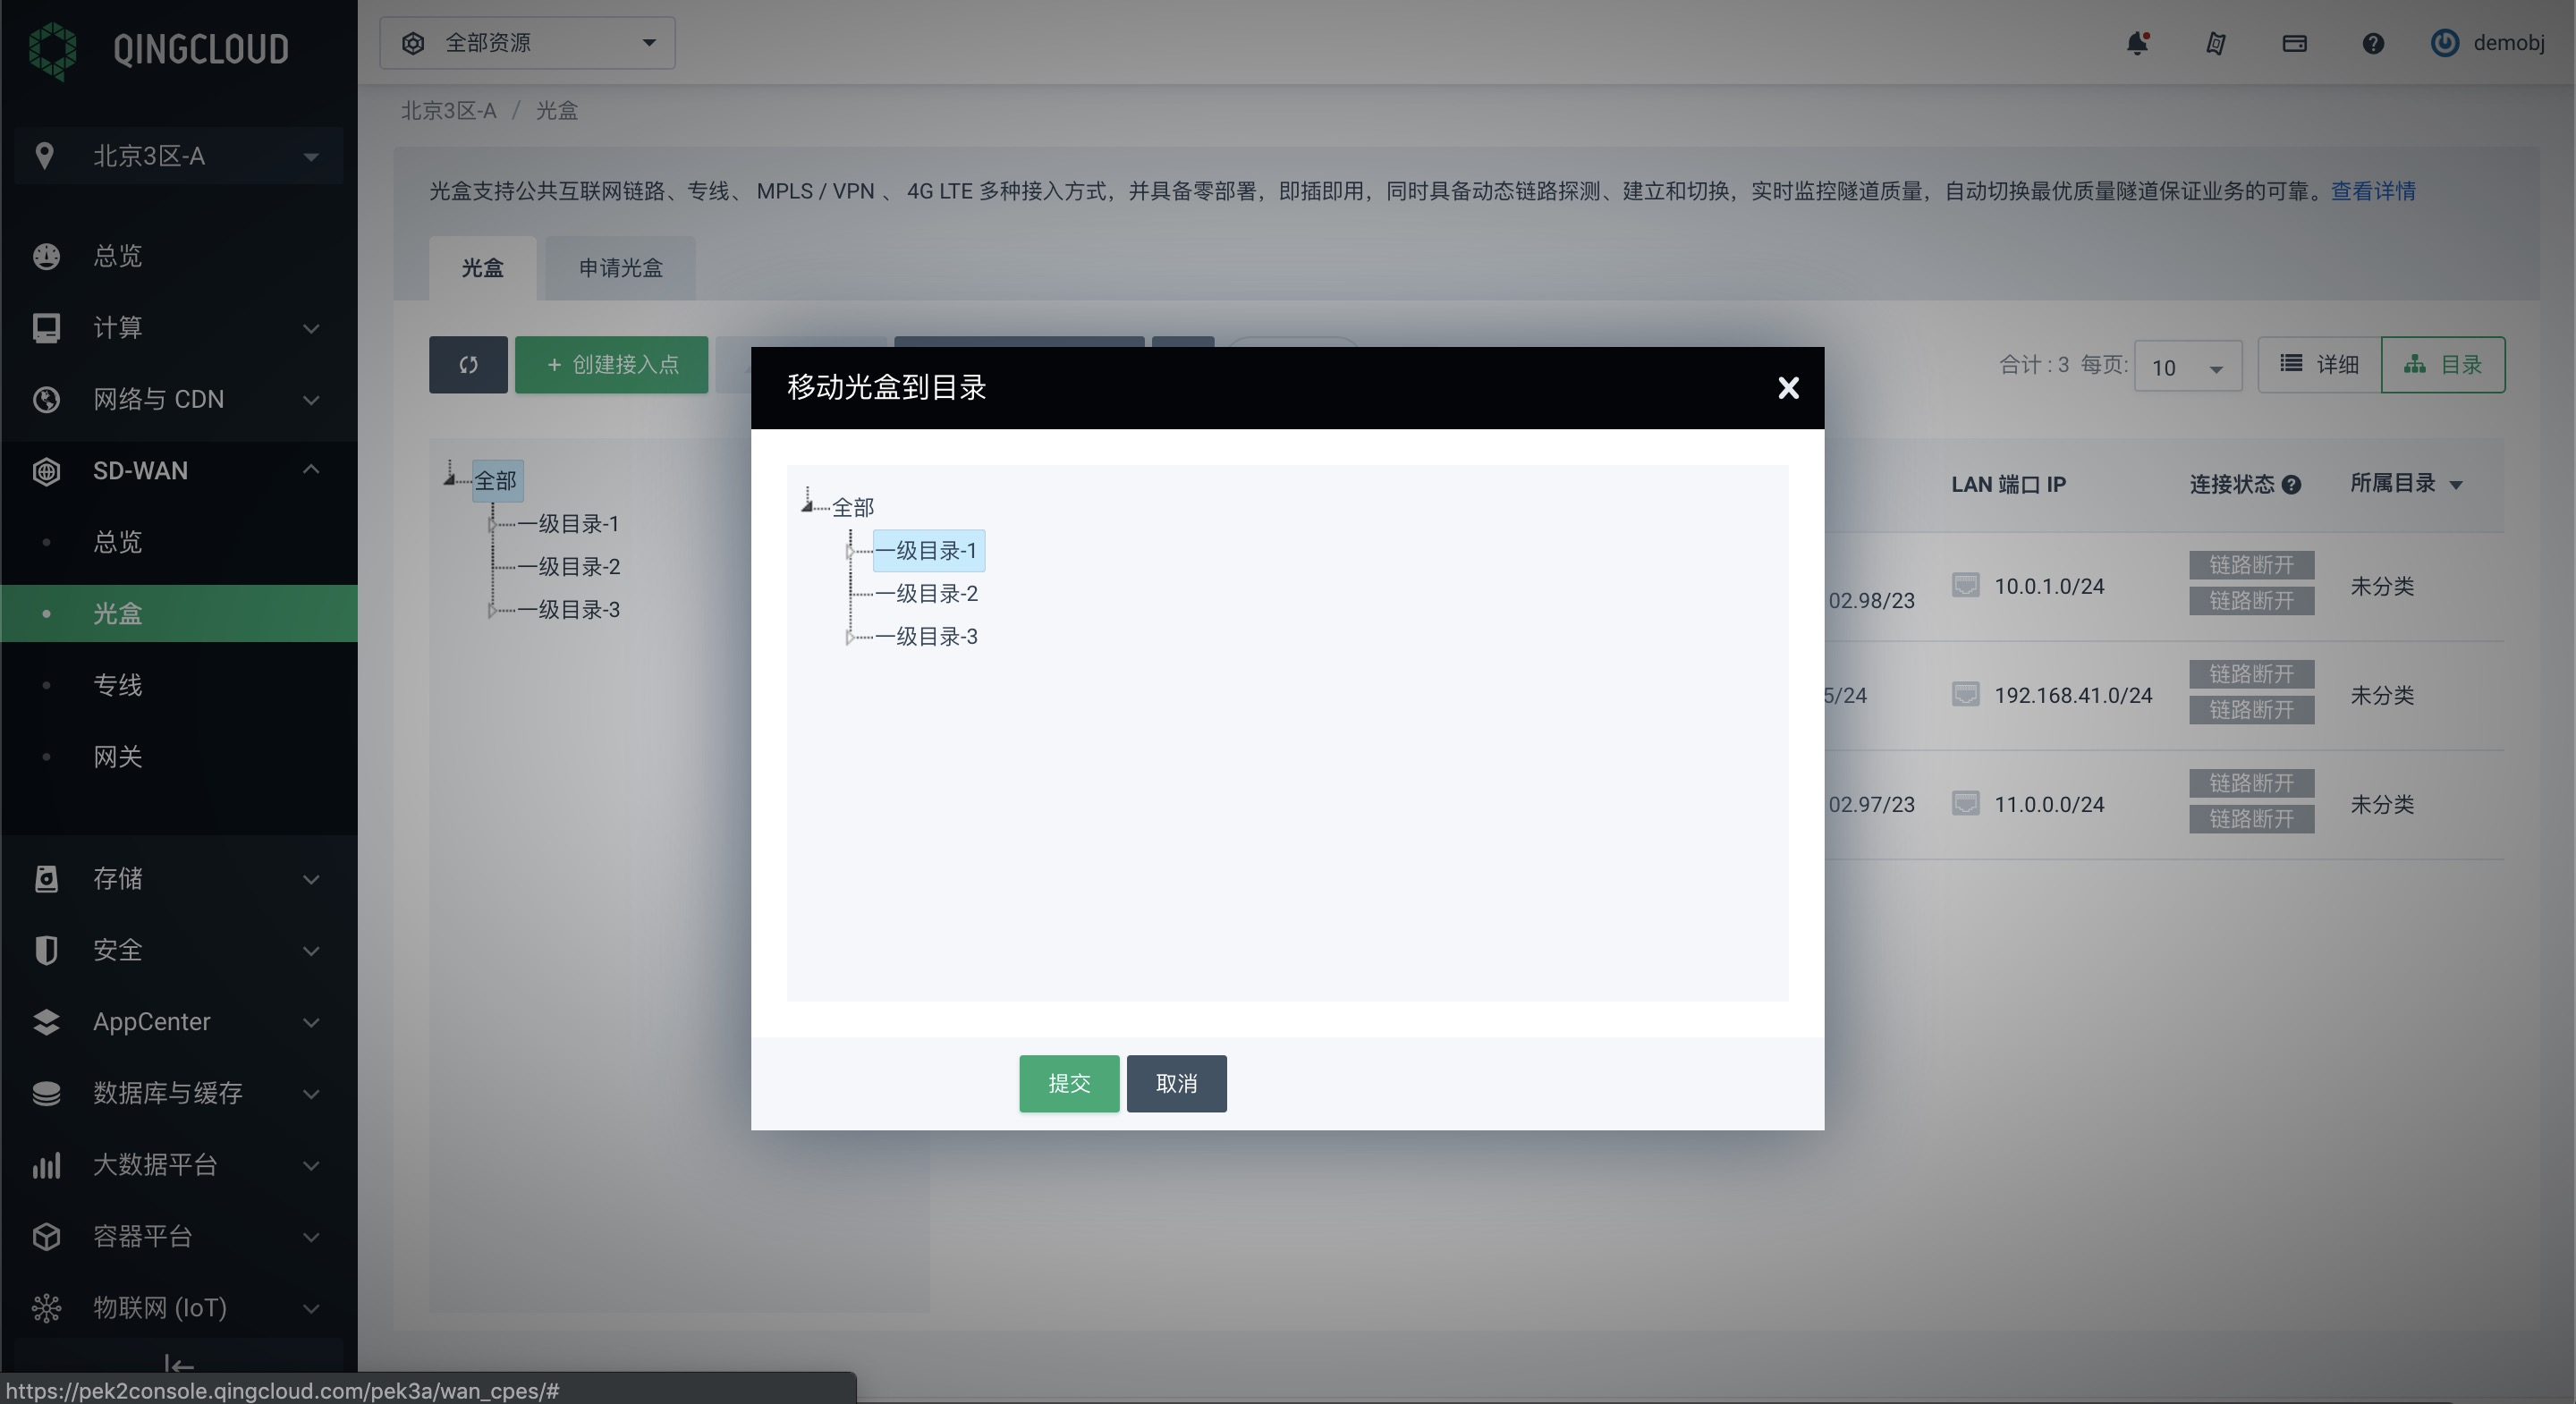 QINGCLOUD
全部资源
demobj
北京3区-A
北京3区-A / 光盒
光盒支持公共互联网链路、专线、 MPLS / VPN 、 4G LTE 多种接入方式，并具备零部署，即插即用，同时具备动态链路探测、建立和切换，实时监控隧道质量，自动切换最优质量隧道保证业务的可靠。查看详情
光盒
申请光盒
总览
计算
网络与 CDN
SD-WAN
总览
光盒
专线
网关
存储
安全
AppCenter
数据库与缓存
大数据平台
容器平台
物联网 (IoT)
+ 创建接入点
合计 : 3 每页: 10
详细
目录
全部
一级目录-1
一级目录-2
一级目录-3
移动光盒到目录
全部
一级目录-1
一级目录-2
一级目录-3
提交
取消
LAN 端口 IP 连接状态 所属目录
02.98/23 10.0.1.0/24 链路断开 未分类
链路断开
5/24 192.168.41.0/24 链路断开 未分类
链路断开
02.97/23 11.0.0.0/24 链路断开 未分类
链路断开
https://pek2console.qingcloud.com/pek3a/wan_cpes/#